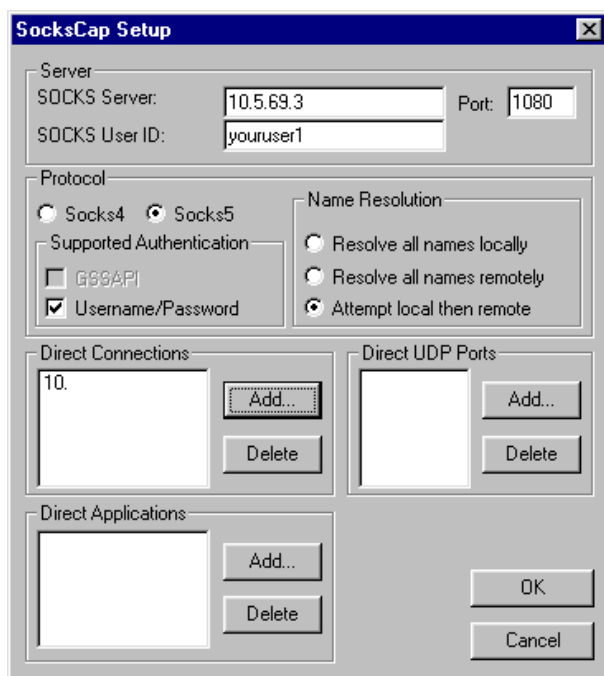 SocksCap Setup
Server
SOCKS Server: 10.5.69.3 Port: 1080
SOCKS User ID: youruser1
Protocol
Socks4 Socks5
Supported Authentication
GSSAPI
Username/Password
Name Resolution
Resolve all names locally
Resolve all names remotely
Attempt local then remote
Direct Connections
10.
Add...
Delete
Direct UDP Ports
Add...
Delete
Direct Applications
Add...
Delete
OK
Cancel